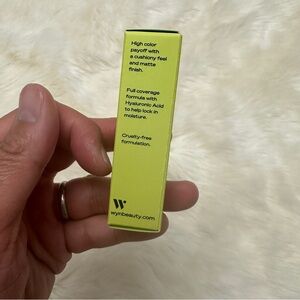 High color
payoff with
a cushiony feel
and matte
finish.
Full coverage
formula with
Hyaluronic Acid
to help lock in
moisture.
Cruelty-free
formulation.
W
wynbeauty.com